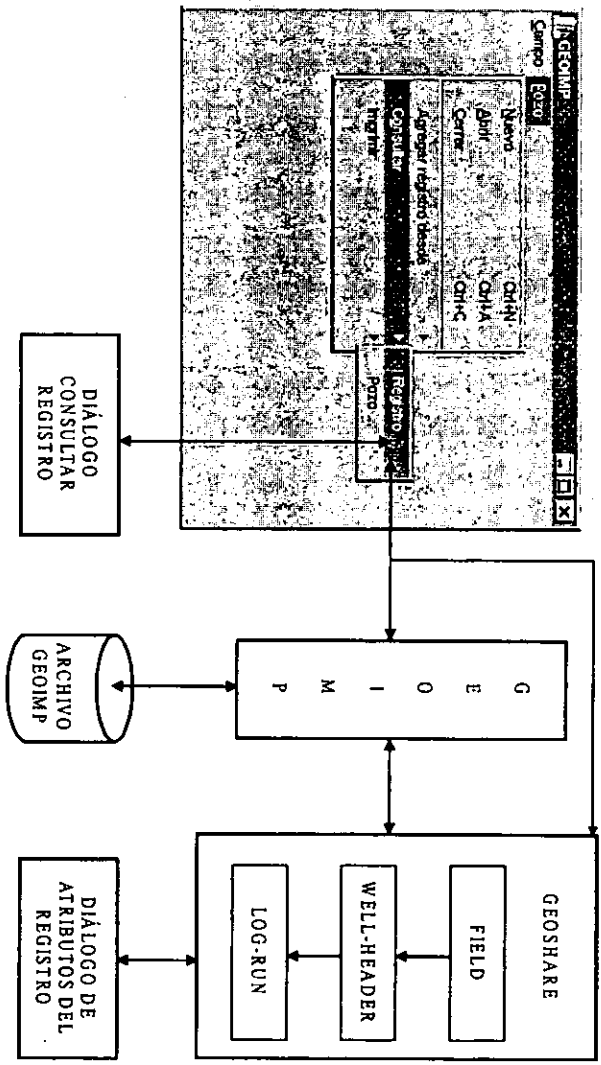 GEOIMP
Campo Pozo
Nueva... Ctrl+N
Abrir... Ctrl+A
Cerrar... Ctrl+C
Agregar registro desde
Consultar
Imprimir
Registro
Pozo
DIÁLOGO
CONSULTAR
REGISTRO
G E O I M P
ARCHIVO
GEOIMP
GEOSHARE
FIELD
WELL-HEADER
LOG-RUN
DIÁLOGO DE
ATRIBUTOS DEL
REGISTRO